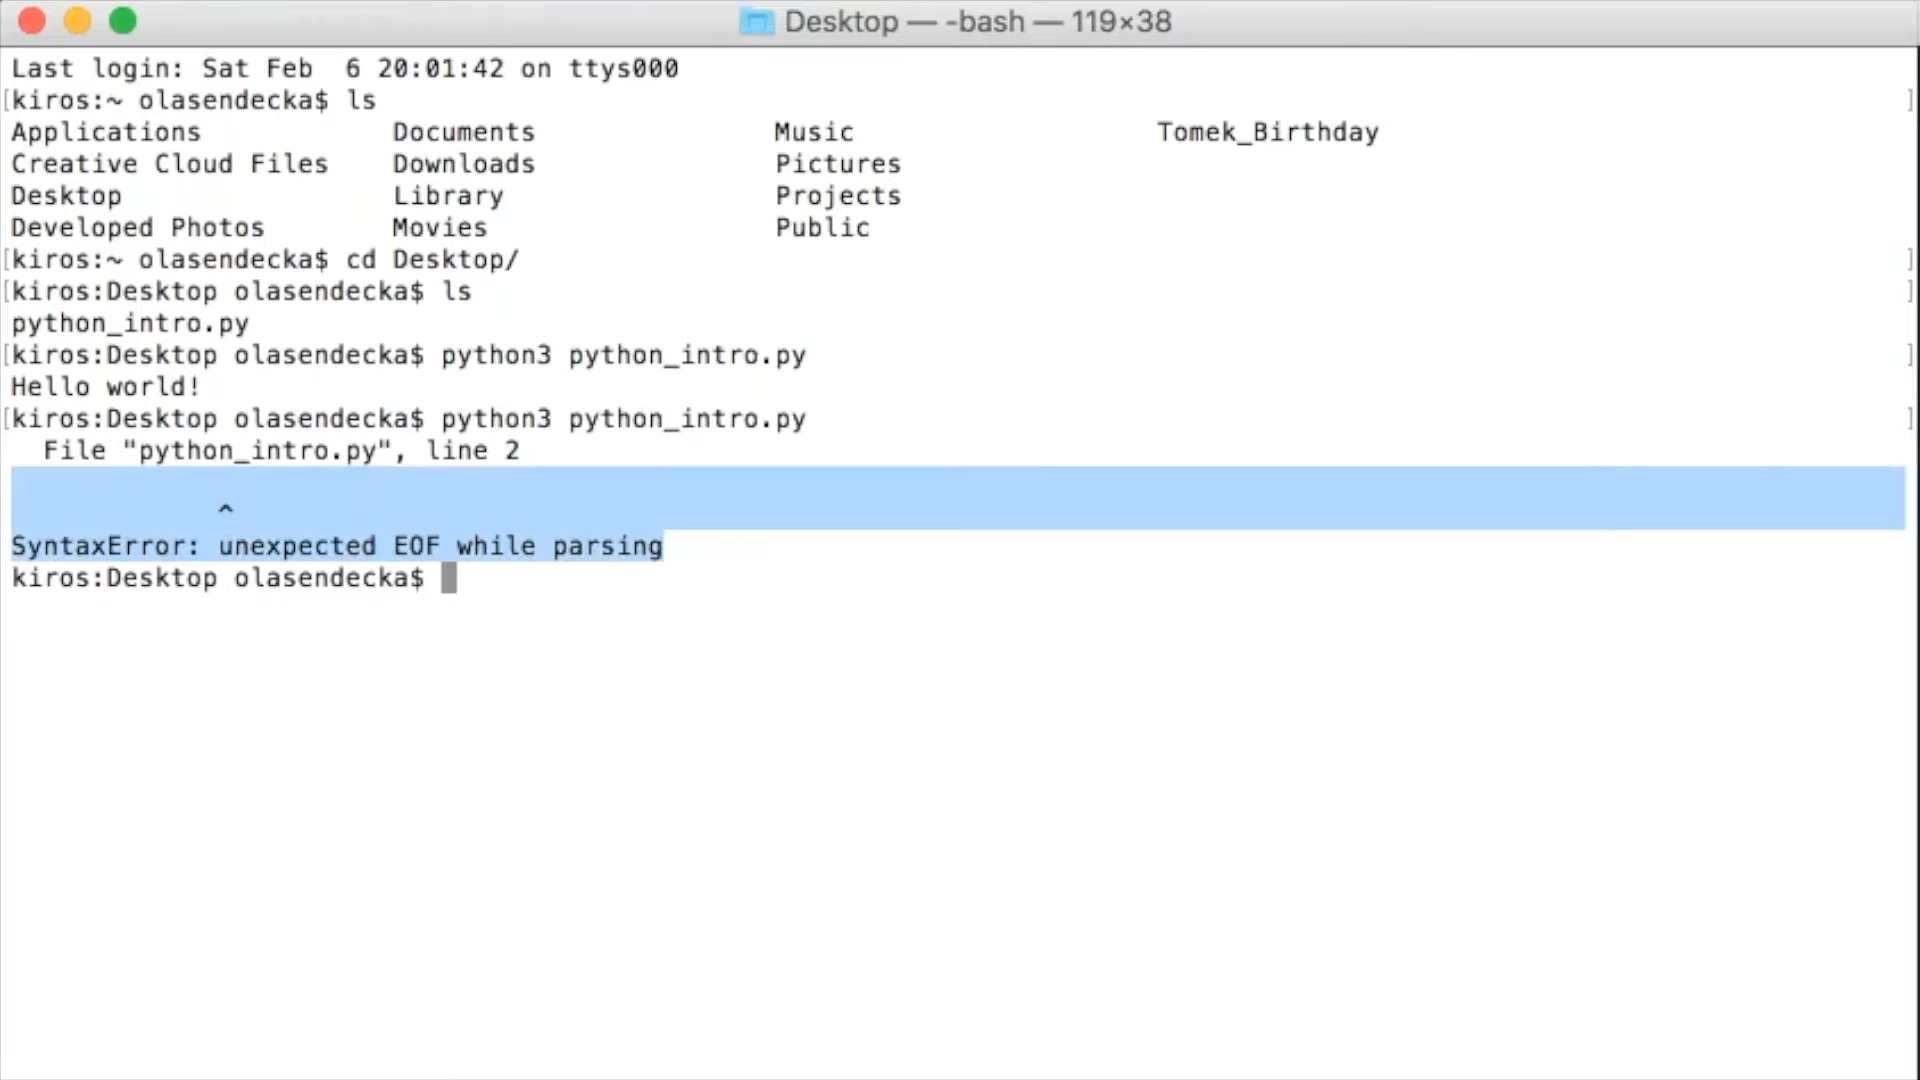 Desktop — -bash — 119×38
Last login: Sat Feb  6 20:01:42 on ttys000
[kiros:~ olasendecka$ ls ]
Applications Documents Music Tomek_Birthday
Creative Cloud Files Downloads Pictures
Desktop Library Projects
Developed Photos Movies Public
[kiros:~ olasendecka$ cd Desktop/ ]
[kiros:Desktop olasendecka$ ls ]
python_intro.py
[kiros:Desktop olasendecka$ python3 python_intro.py ]
Hello world!
[kiros:Desktop olasendecka$ python3 python_intro.py ]
File "python_intro.py", line 2
^
SyntaxError: unexpected EOF while parsing
kiros:Desktop olasendecka$